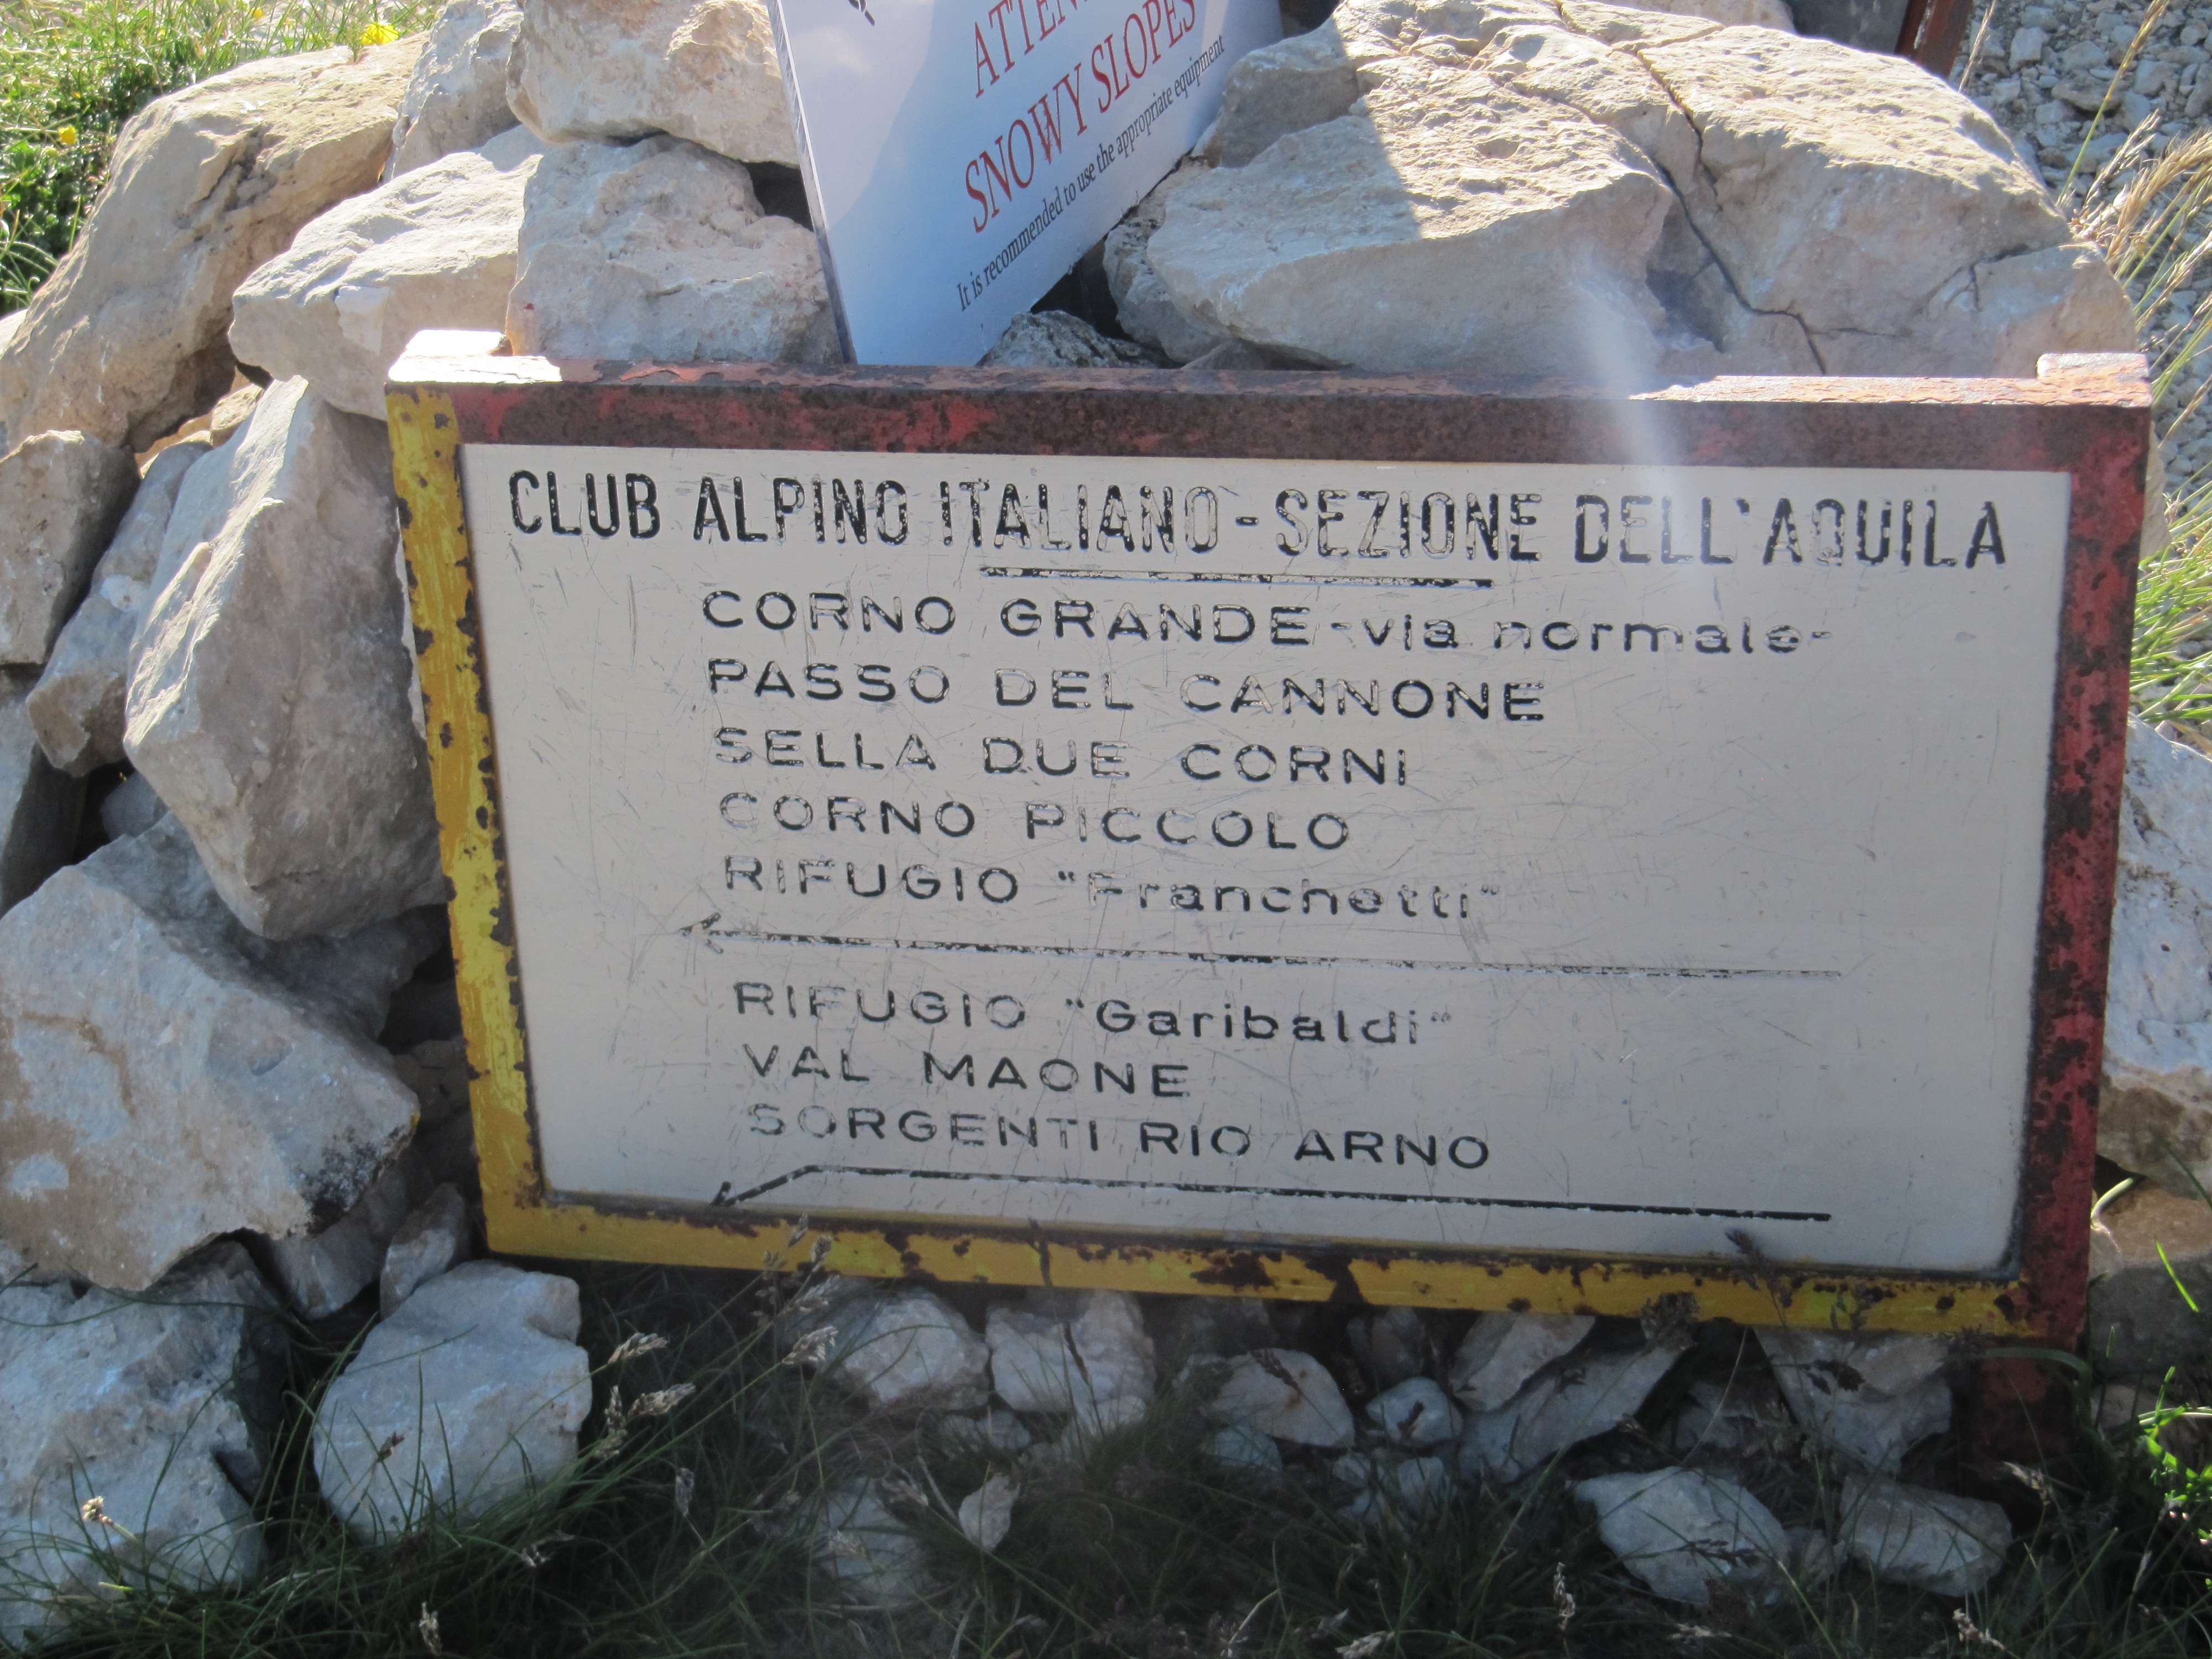 SNOWY SLOPES
It is recommended to use the appropriate equipment
CLUB ALPINO ITALIANO - SEZIONE DELL'AQUILA
CORNO GRANDE -via normale-
PASSO DEL CANNONE
SELLA DUE CORNI
CORNO PICCOLO
RIFUGIO "Franchetti"
RIFUGIO "Garibaldi"
VAL MAONE
SORGENTI RIO ARNO